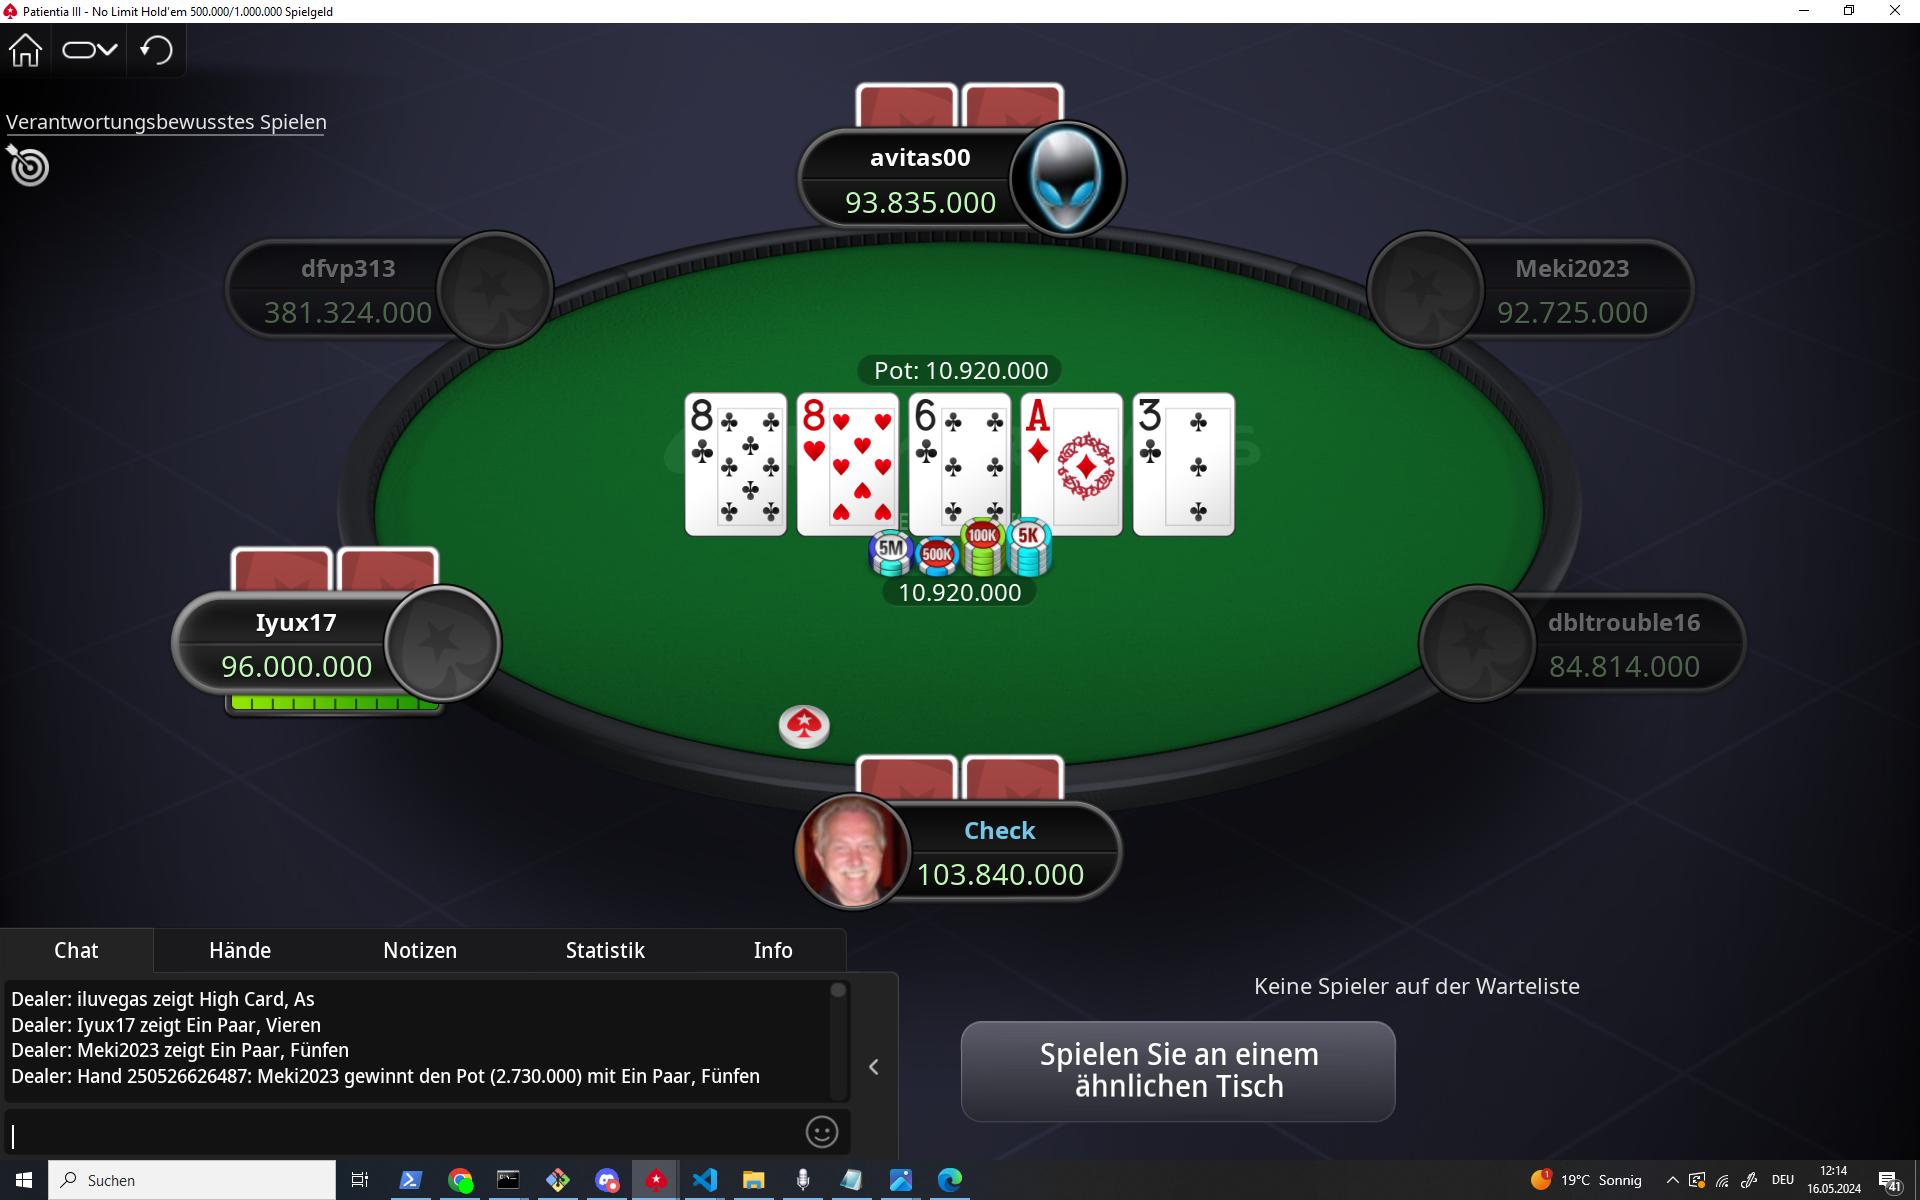 Patientia III - No Limit Hold'em 500.000/1.000.000 Spielgeld
Verantwortungsbewusstes Spielen
avitas00
93.835.000
dfvp313
381.324.000
Meki2023
92.725.000
Pot: 10.920.000
8
8
6
A
3
5M
500K
100K
5K
10.920.000
Iyux17
96.000.000
dbltrouble16
84.814.000
Check
103.840.000
Chat
Hände
Notizen
Statistik
Info
Dealer: iluvegas zeigt High Card, As
Dealer: Iyux17 zeigt Ein Paar, Vieren
Dealer: Meki2023 zeigt Ein Paar, Fünfen
Dealer: Hand 250526626487: Meki2023 gewinnt den Pot (2.730.000) mit Ein Paar, Fünfen
Keine Spieler auf der Warteliste
Spielen Sie an einem
ähnlichen Tisch
Suchen
1
19°C Sonnig
DEU
12:14
16.05.2024
41